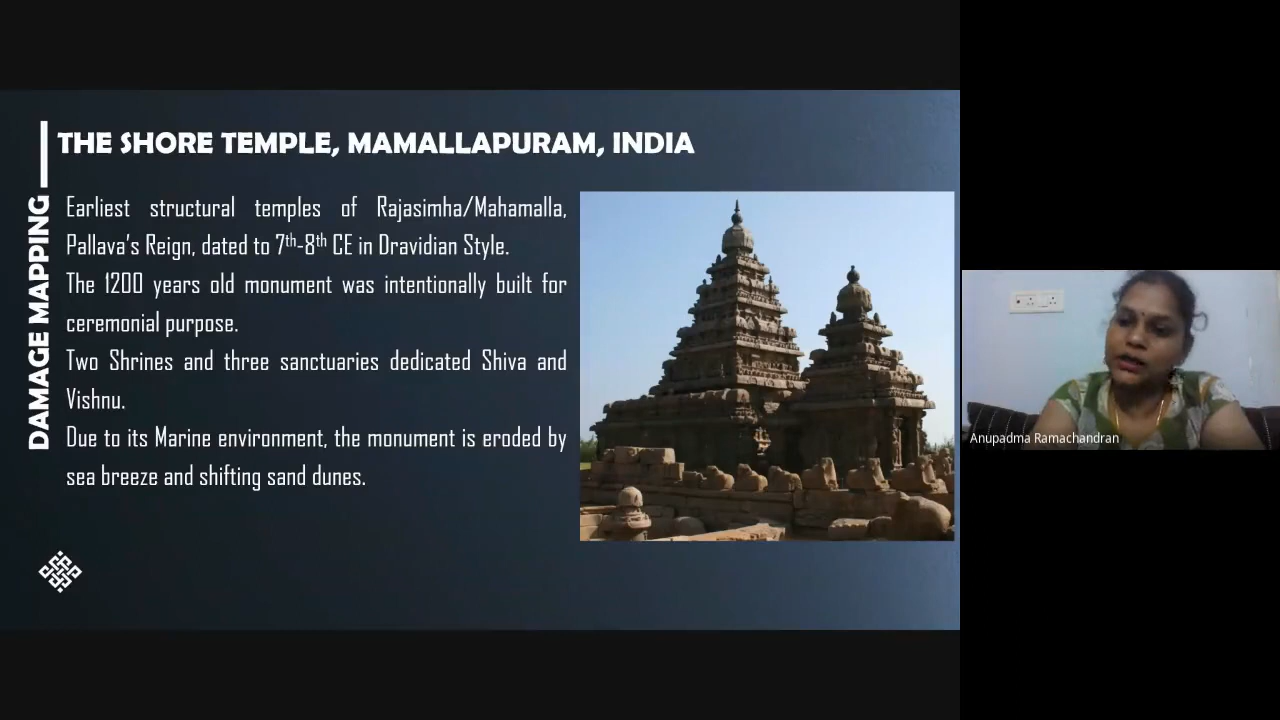 THE SHORE TEMPLE, MAMALLAPURAM, INDIA
DAMAGE MAPPING
Earliest structural temples of Rajasimha/Mahamalla,
Pallava's Reign, dated to 7th-8th CE in Dravidian Style.
The 1200 years old monument was intentionally built for
ceremonial purpose.
Two Shrines and three sanctuaries dedicated Shiva and
Vishnu.
Due to its Marine environment, the monument is eroded by
sea breeze and shifting sand dunes.
Anupadma Ramachandran